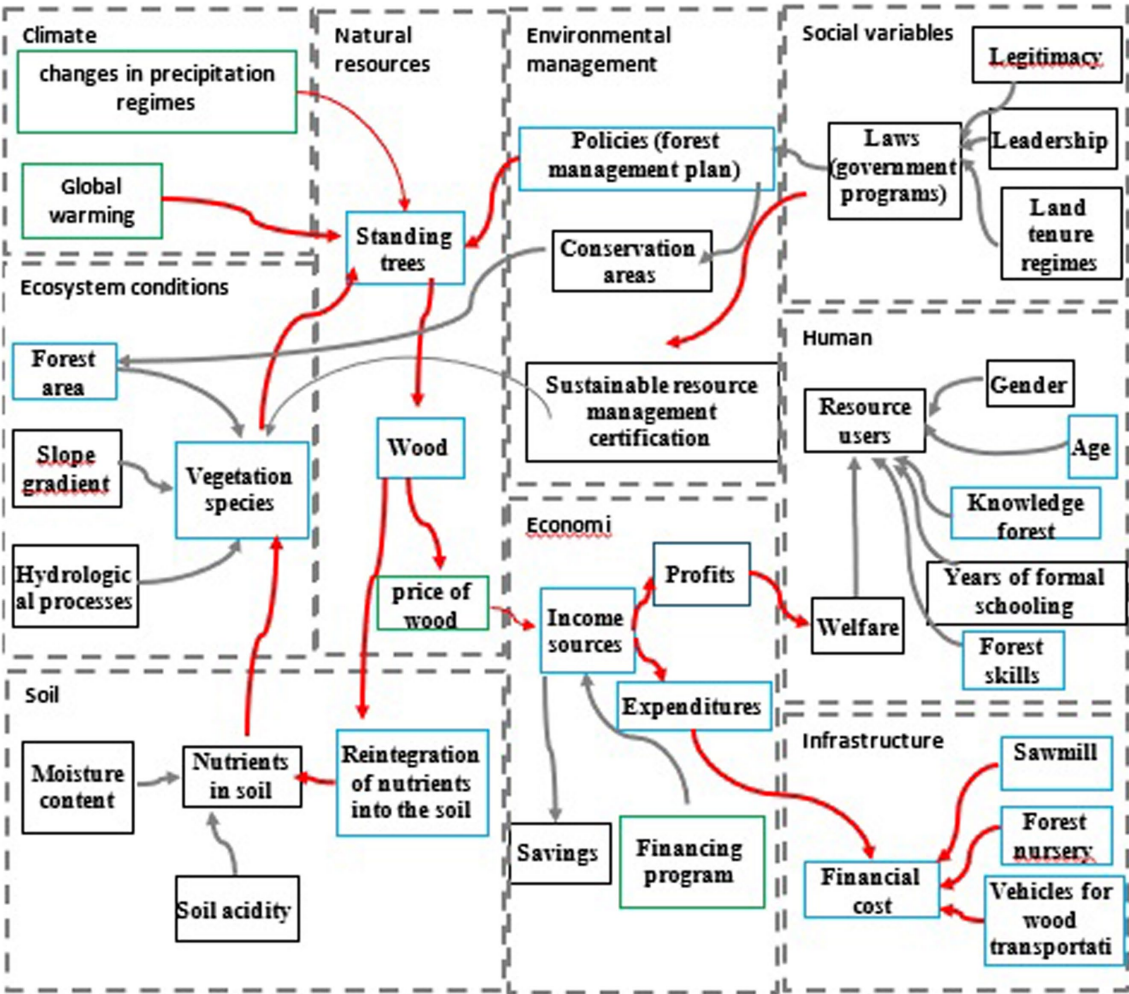 Climate
changes in precipitation
regimes
Global
warming
Natural
resources
Standing
trees
Wood
price of
wood
Environmental
management
Policies (forest
management plan)
Conservation
areas
Sustainable resource
management
certification
Social variables
Legitimacy
Leadership
Laws
(government
programs)
Land
tenure
regimes
Ecosystem conditions
Forest
area
Slope
gradient
Vegetation
species
Hydrologic
al processes
Human
Resource
users
Gender
Age
Knowledge
forest
Years of formal
schooling
Welfare
Forest
skills
Economi
Profits
Income
sources
Expenditures
Savings
Financing
program
Soil
Moisture
content
Nutrients
in soil
Reintegration
of nutrients
into the soil
Soil acidity
Infrastructure
Sawmill
Forest
nursery
Financial
cost
Vehicles for
wood
transportati